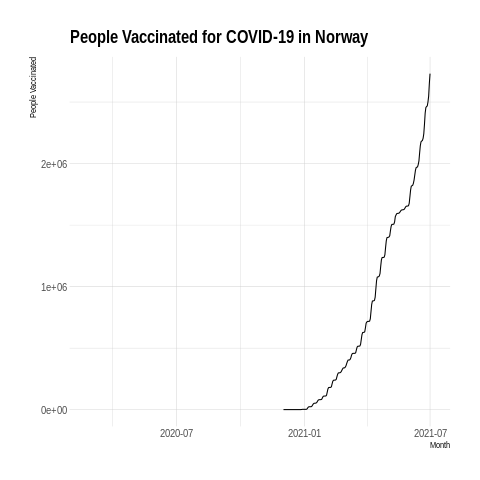 People Vaccinated for COVID-19 in Norway
People Vaccinated
2e+06
1e+06
0e+00
2020-07
2021-01
2021-07
Month